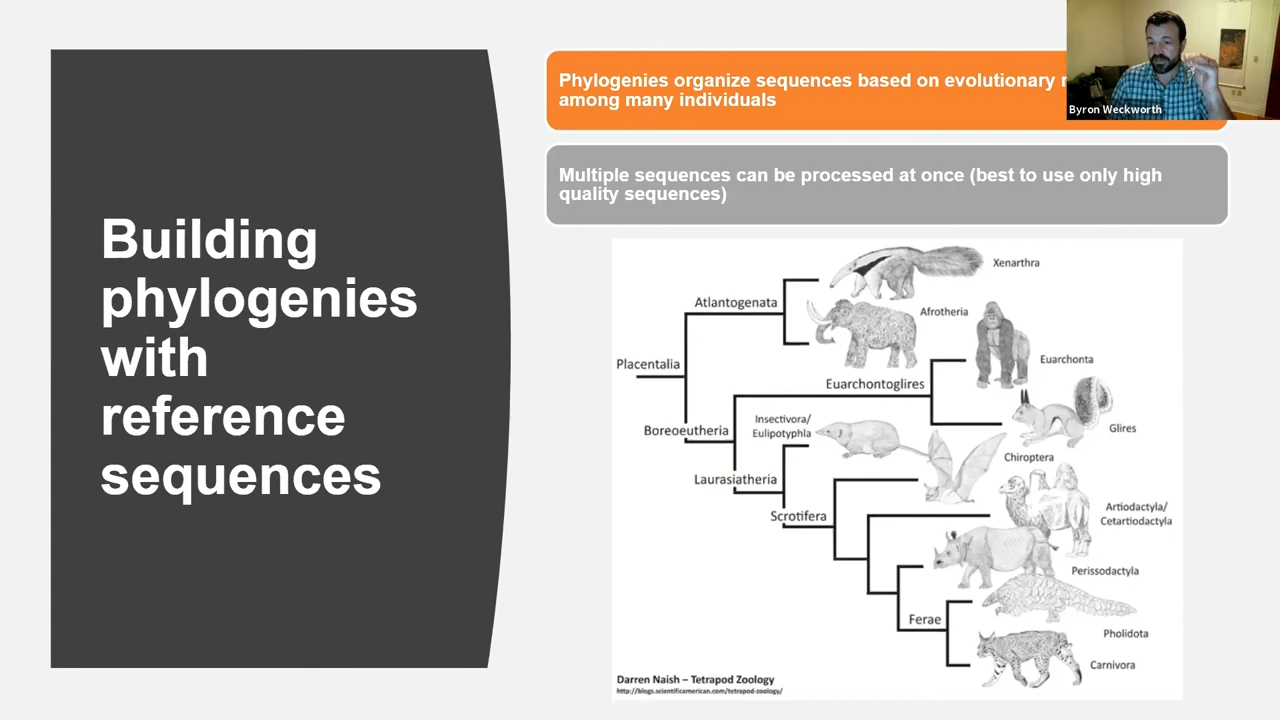 Building
phylogenies
with
reference
sequences
Phylogenies organize sequences based on evolutionary
among many individuals
Byron Weckworth
Multiple sequences can be processed at once (best to use only high
quality sequences)
Xenarthra
Atlantogenata
Afrotheria
Placentalia
Euarchonta
Euarchontoglires
Insectivora/
Eulipotyphla
Glires
Boreoeutheria
Chiroptera
Laurasiatheria
Artiodactyla/
Cetartiodactyla
Scrotifera
Perissodactyla
Ferae
Pholidota
Carnivora
Darren Naish – Tetrapod Zoology
http://blogs.scientificamerican.com/tetrapod-zoology/